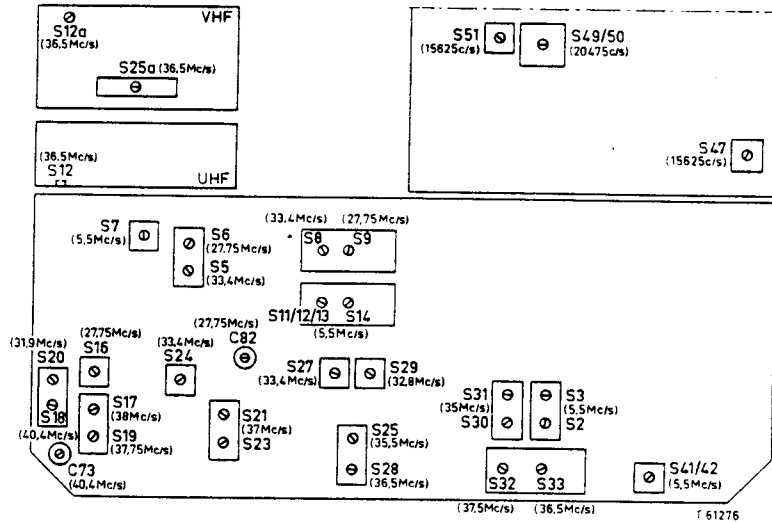 VHF
S12a
(36,5Mc/s)
S25a (36,5Mc/s)
(36,5Mc/s)
S12
UHF
S51
(15625c/s)
S49/50
(20475c/s)
S47
(15625c/s)
S7
(5,5Mc/s)
S6
(27,75Mc/s)
S5
(33,4Mc/s)
(33,4Mc/s) (27,75Mc/s)
S8 S9
S11/12/13 S14
(5,5Mc/s)
(31,9Mc/s)
S20
(27,75Mc/s)
S16
(33,4Mc/s)
S24
(27,75Mc/s)
C82
S27
(33,4Mc/s)
S29
(32,8Mc/s)
S18
(40,4Mc/s)
S17
(38Mc/s)
S19
(37,75Mc/s)
C73
(40,4Mc/s)
S21
(37Mc/s)
S23
S25
(35,5Mc/s)
S28
(36,5Mc/s)
S31
(35Mc/s)
S30
S3
(5,5Mc/s)
S2
S32 S33
(37,5Mc/s) (36,5Mc/s)
S41/42
(5,5Mc/s)
T 61276